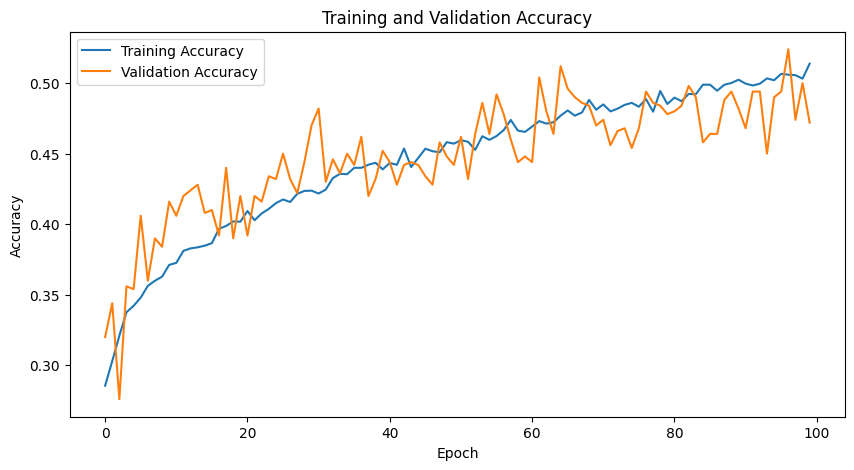 Training and Validation Accuracy
Training Accuracy
Validation Accuracy
Accuracy
0.50
0.45
0.40
0.35
0.30
0
20
40
60
80
100
Epoch